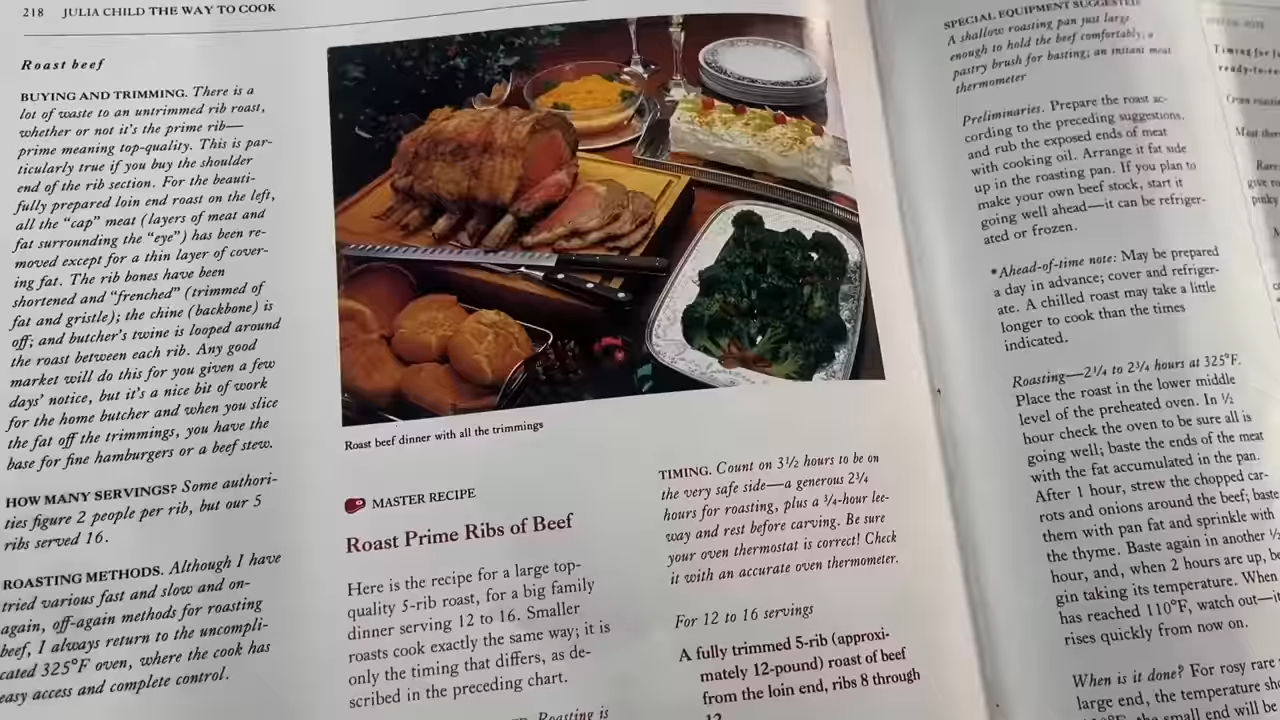 218 JULIA CHILD THE WAY TO COOK
Roast beef
BUYING AND TRIMMING. There is a
lot of waste to an untrimmed rib roast,
whether or not it's the prime rib—
prime meaning top-quality. This is par-
ticularly true if you buy the shoulder
end of the rib section. For the beauti-
fully prepared loin end roast on the left,
all the "cap" meat (layers of meat and
fat surrounding the "eye") has been re-
moved except for a thin layer of cover-
ing fat. The rib bones have been
shortened and "frenched" (trimmed of
fat and gristle); the chine (backbone) is
off; and butcher's twine is looped around
the roast between each rib. Any good
market will do this for you given a few
days' notice, but it's a nice bit of work
for the home butcher and when you slice
the fat off the trimmings, you have the
base for fine hamburgers or a beef stew.
HOW MANY SERVINGS? Some authori-
ties figure 2 people per rib, but our 5
ribs served 16.
ROASTING METHODS. Although I have
tried various fast and slow and on-
again, off-again methods for roasting
beef, I always return to the uncompli-
cated 325°F oven, where the cook has
easy access and complete control.
Roast beef dinner with all the trimmings
MASTER RECIPE
Roast Prime Ribs of Beef
Here is the recipe for a large top-
quality 5-rib roast, for a big family
dinner serving 12 to 16. Smaller
roasts cook exactly the same way; it is
only the timing that differs, as de-
scribed in the preceding chart.
Roasting is
TIMING. Count on 3½ hours to be on
the very safe side—a generous 2¾
hours for roasting, plus a ¾-hour lee-
way and rest before carving. Be sure
your oven thermostat is correct! Check
it with an accurate oven thermometer.
For 12 to 16 servings
A fully trimmed 5-rib (approxi-
mately 12-pound) roast of beef
from the loin end, ribs 8 through
12
SPECIAL EQUIPMENT SUGGESTED
A shallow roasting pan just large
enough to hold the beef comfortably; a
pastry brush for basting; an instant meat
thermometer
Preliminaries. Prepare the roast ac-
cording to the preceding suggestions,
and rub the exposed ends of meat
with cooking oil. Arrange it fat side
up in the roasting pan. If you plan to
make your own beef stock, start it
going well ahead—it can be refriger-
ated or frozen.
*Ahead-of-time note: May be prepared
a day in advance; cover and refriger-
ate. A chilled roast may take a little
longer to cook than the times
indicated.
Roasting—2¼ to 2¾ hours at 325°F.
Place the roast in the lower middle
level of the preheated oven. In ½
hour check the oven to be sure all is
going well; baste the ends of the meat
with the fat accumulated in the pan.
After 1 hour, strew the chopped car-
rots and onions around the beef; baste
them with pan fat and sprinkle with
the thyme. Baste again in another ½
hour, and, when 2 hours are up, be
gin taking its temperature. When
has reached 110°F, watch out—it
rises quickly from now on.
When is it done? For rosy rare
large end, the temperature sho
the small end will be
Timing for
ready-to
Rare
pinky